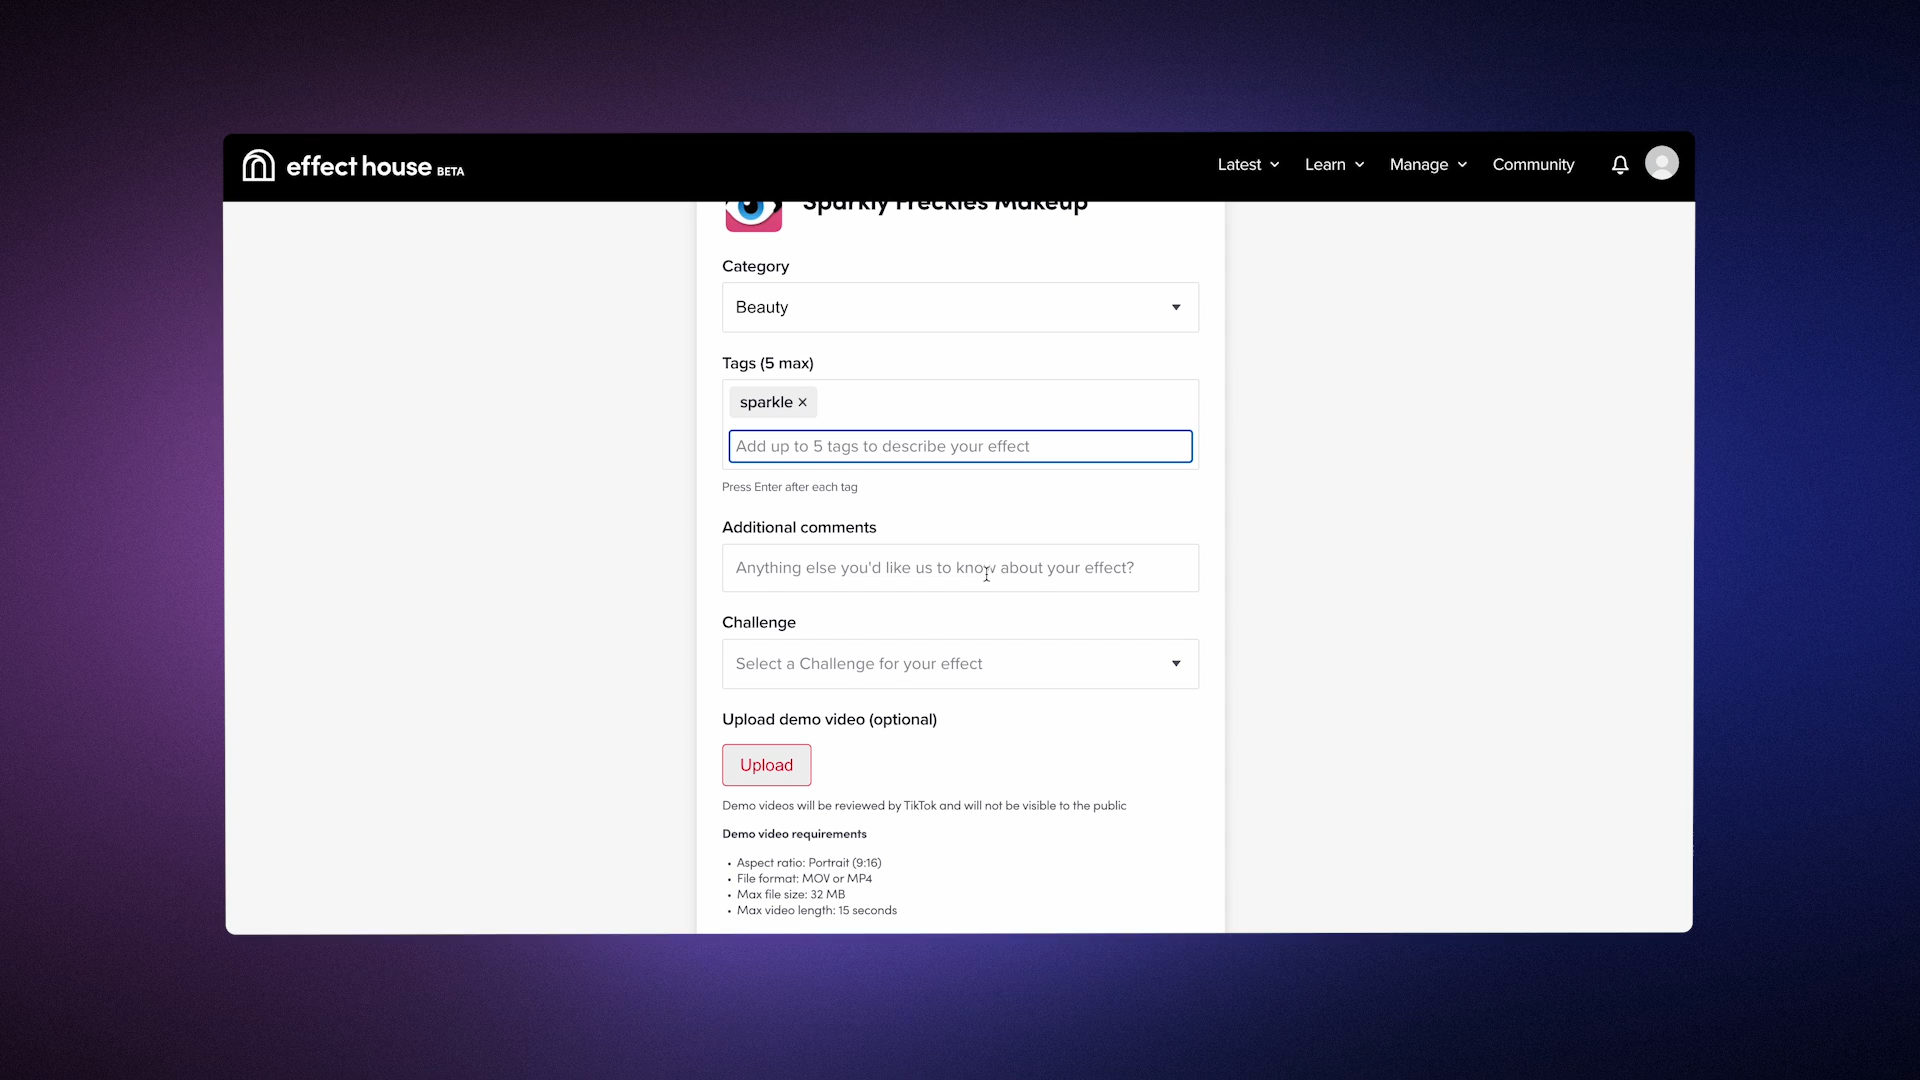 effect house BETA
Latest
Learn
Manage
Community
Sparkly Freckles Makeup
Category
Beauty
Tags (5 max)
sparkle ×
Add up to 5 tags to describe your effect
Press Enter after each tag
Additional comments
Anything else you'd like us to know about your effect?
Challenge
Select a Challenge for your effect
Upload demo video (optional)
Upload
Demo videos will be reviewed by TikTok and will not be visible to the public
Demo video requirements
• Aspect ratio: Portrait (9:16)
• File format: MOV or MP4
• Max file size: 32 MB
• Max video length: 15 seconds